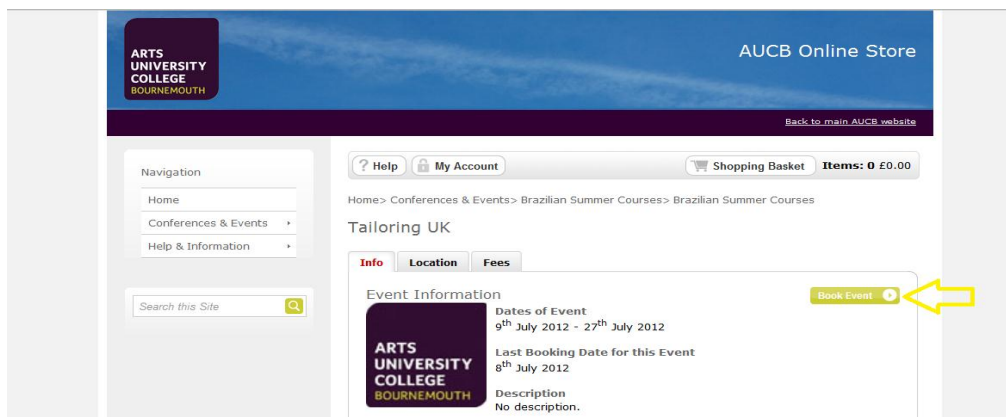 ARTS
UNIVERSITY
COLLEGE
BOURNEMOUTH
AUCB Online Store
Back to main AUCB website
Navigation
Home
Conferences & Events
Help & Information
Search this Site
? Help My Account Shopping Basket Items: 0 £0.00
Home> Conferences & Events> Brazilian Summer Courses> Brazilian Summer Courses
Tailoring UK
Info Location Fees
Event Information
Book Event
ARTS
UNIVERSITY
COLLEGE
BOURNEMOUTH
Dates of Event
9th July 2012 - 27th July 2012
Last Booking Date for this Event
8th July 2012
Description
No description.